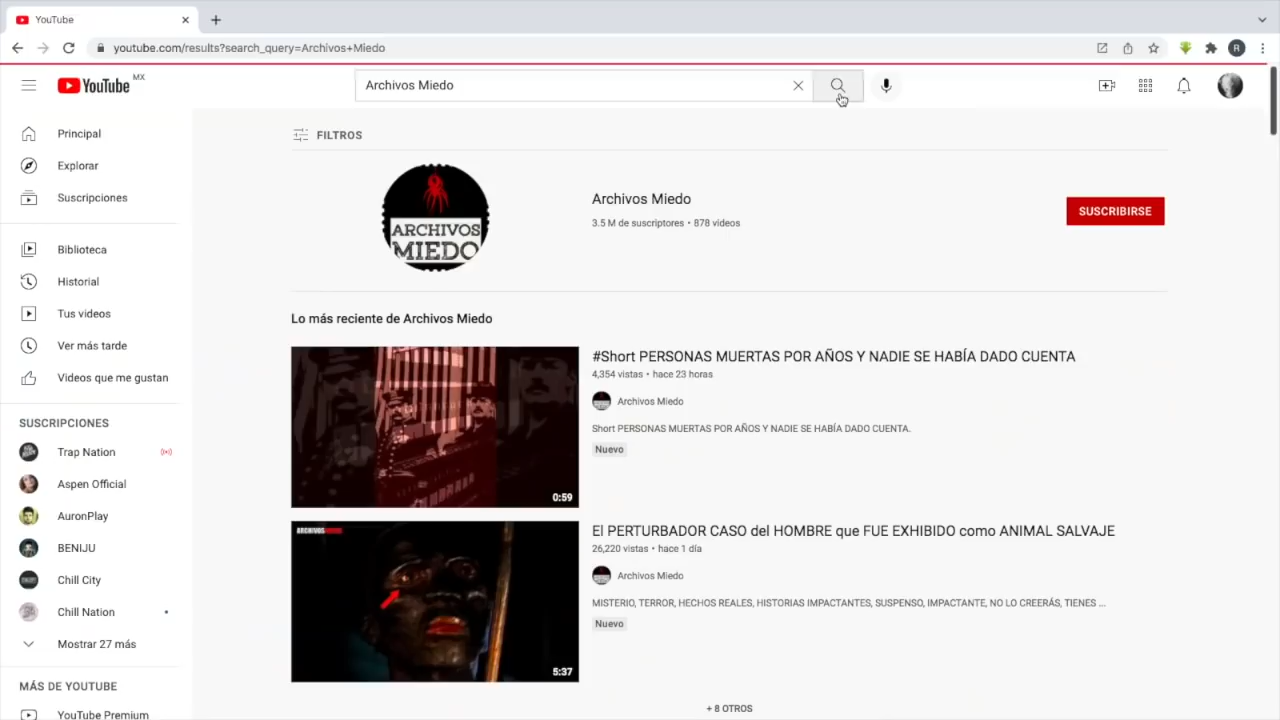 YouTube
youtube.com/results?search_query=Archivos+Miedo
R
YouTube MX
Archivos Miedo
Principal
Explorar
Suscripciones
Biblioteca
Historial
Tus videos
Ver más tarde
Videos que me gustan
SUSCRIPCIONES
Trap Nation
Aspen Official
AuronPlay
BENIJU
Chill City
Chill Nation
Mostrar 27 más
MÁS DE YOUTUBE
YouTube Premium
FILTROS
ARCHIVOS
MIEDO
Archivos Miedo
3.5 M de suscriptores • 878 videos
SUSCRIBIRSE
Lo más reciente de Archivos Miedo
0:59
#Short PERSONAS MUERTAS POR AÑOS Y NADIE SE HABÍA DADO CUENTA
4,354 vistas • hace 23 horas
Archivos Miedo
Short PERSONAS MUERTAS POR AÑOS Y NADIE SE HABÍA DADO CUENTA.
Nuevo
ARCHIVOSMIEDO
5:37
El PERTURBADOR CASO del HOMBRE que FUE EXHIBIDO como ANIMAL SALVAJE
26,220 vistas • hace 1 día
Archivos Miedo
MISTERIO, TERROR, HECHOS REALES, HISTORIAS IMPACTANTES, SUSPENSO, IMPACTANTE, NO LO CREERÁS, TIENES ...
Nuevo
+ 8 OTROS